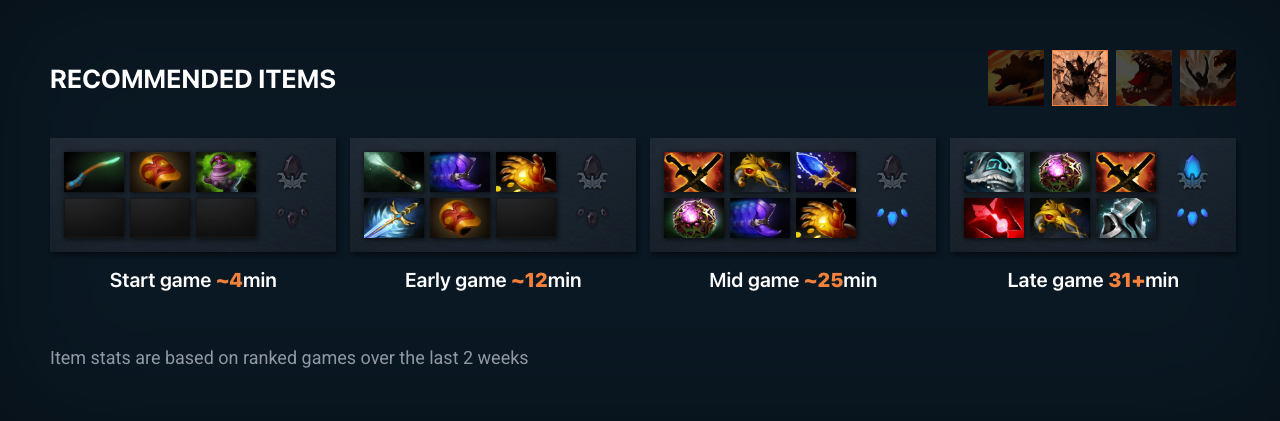 RECOMMENDED ITEMS
Start game ~4min
Early game ~12min
Mid game ~25min
Late game 31+min
Item stats are based on ranked games over the last 2 weeks